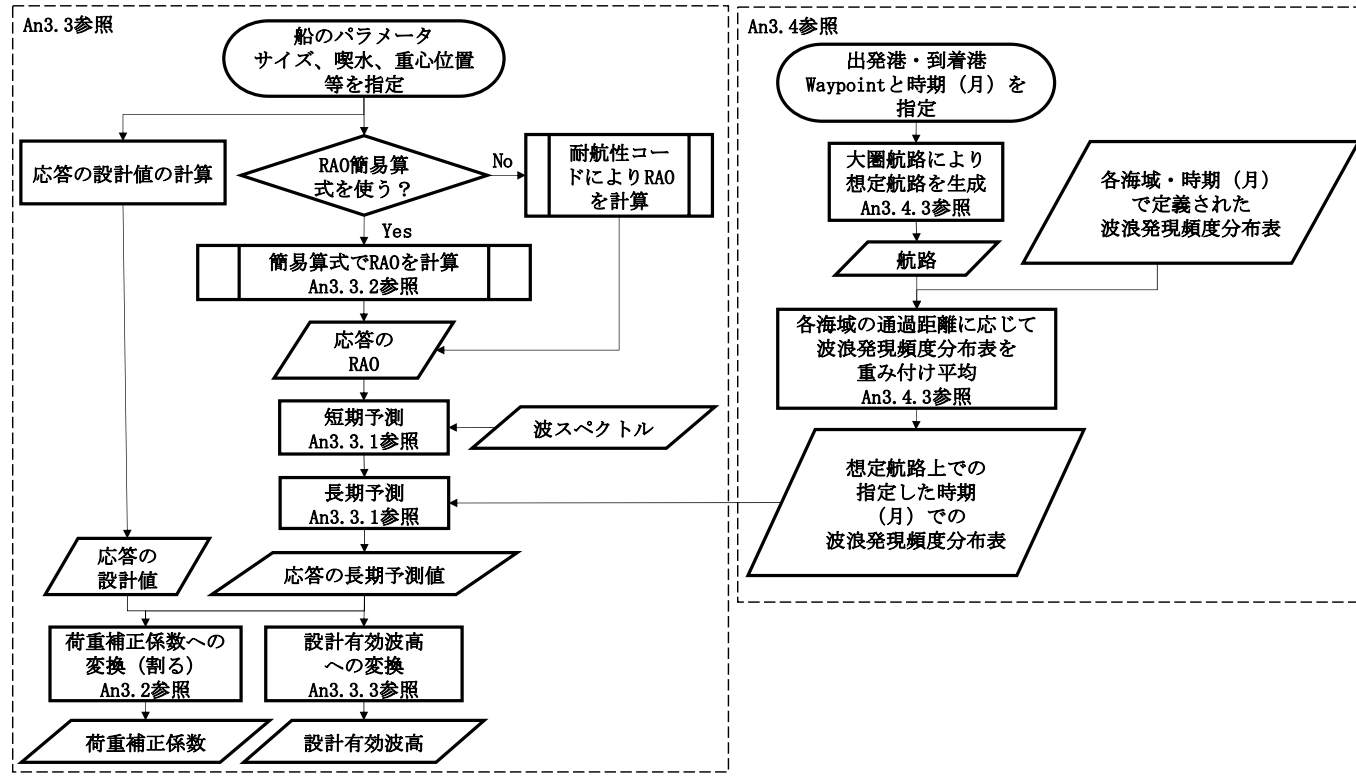 An3.3参照
船のパラメータ
サイズ、喫水、重心位置
等を指定
応答の設計値の計算
RAO簡易算
式を使う？
No
耐航性コー
ドによりRAO
を計算
Yes
簡易算式でRAOを計算
An3.3.2参照
応答の
RAO
短期予測
An3.3.1参照
波スペクトル
長期予測
An3.3.1参照
応答の
設計値
応答の長期予測値
荷重補正係数への
変換（割る）
An3.2参照
設計有効波高
への変換
An3.3.3参照
荷重補正係数
設計有効波高
An3.4参照
出発港・到着港
Waypointと時期（月）を
指定
大圏航路により
想定航路を生成
An3.4.3参照
各海域・時期（月）
で定義された
波浪発現頻度分布表
航路
各海域の通過距離に応じて
波浪発現頻度分布表を
重み付け平均
An3.4.3参照
想定航路上での
指定した時期
（月）での
波浪発現頻度分布表